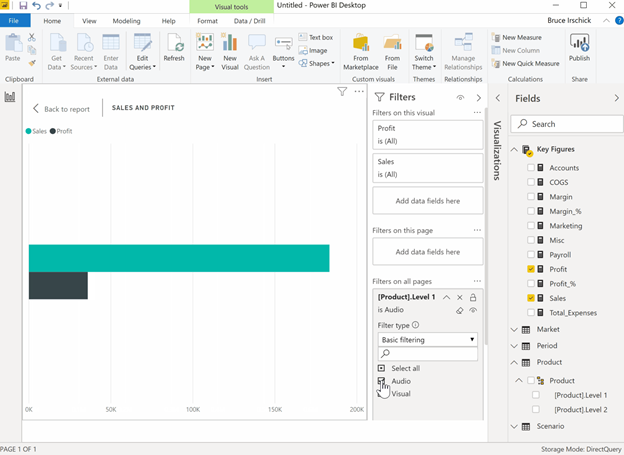 Visual tools
Untitled - Power BI Desktop
Bruce Irschick
File
Home
View
Modeling
Help
Format
Data / Drill
Paste
Get Data
Recent Sources
Enter Data
Edit Queries
Refresh
New Page
New Visual
Ask A Question
Buttons
Text box
Image
Shapes
From Marketplace
From File
Switch Themes
Manage Relationships
New Measure
New Column
New Quick Measure
Publish
Clipboard
External data
Insert
Custom visuals
Themes
Relationships
Calculations
Share
Back to report
SALES AND PROFIT
Sales
Profit
0K
50K
100K
150K
200K
Filters
Filters on this visual
Profit
is (All)
Sales
is (All)
Add data fields here
Filters on this page
Add data fields here
Filters on all pages
[Product].Level 1
is Audio
Filter type
Basic filtering
Select all
Audio
Visual
Visualizations
Fields
Search
Key Figures
Accounts
COGS
Margin
Margin_%
Marketing
Misc
Payroll
Profit
Profit_%
Sales
Total_Expenses
Market
Period
Product
Product
[Product].Level 1
[Product].Level 2
Scenario
PAGE 1 OF 1
Storage Mode: DirectQuery